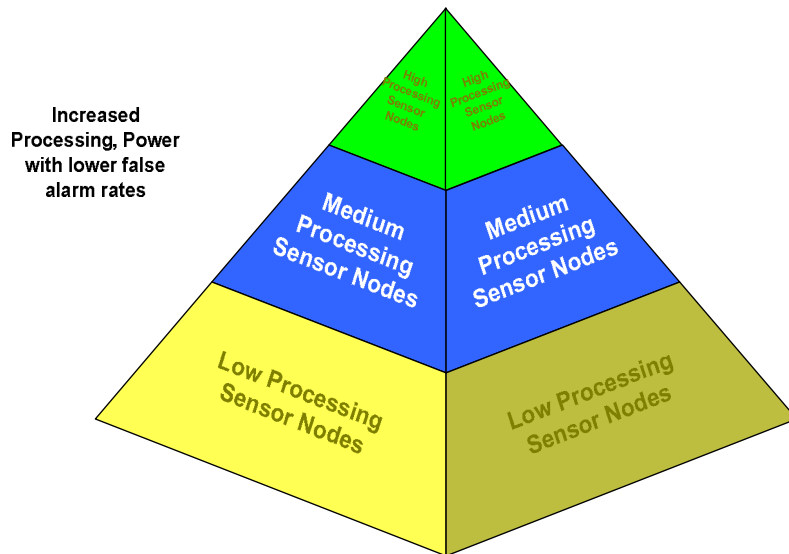 Increased
Processing, Power
with lower false
alarm rates
High
Processing
Sensor
Nodes
High
Processing
Sensor
Nodes
Medium
Processing
Sensor Nodes
Medium
Processing
Sensor Nodes
Low Processing
Sensor Nodes
Low Processing
Sensor Nodes